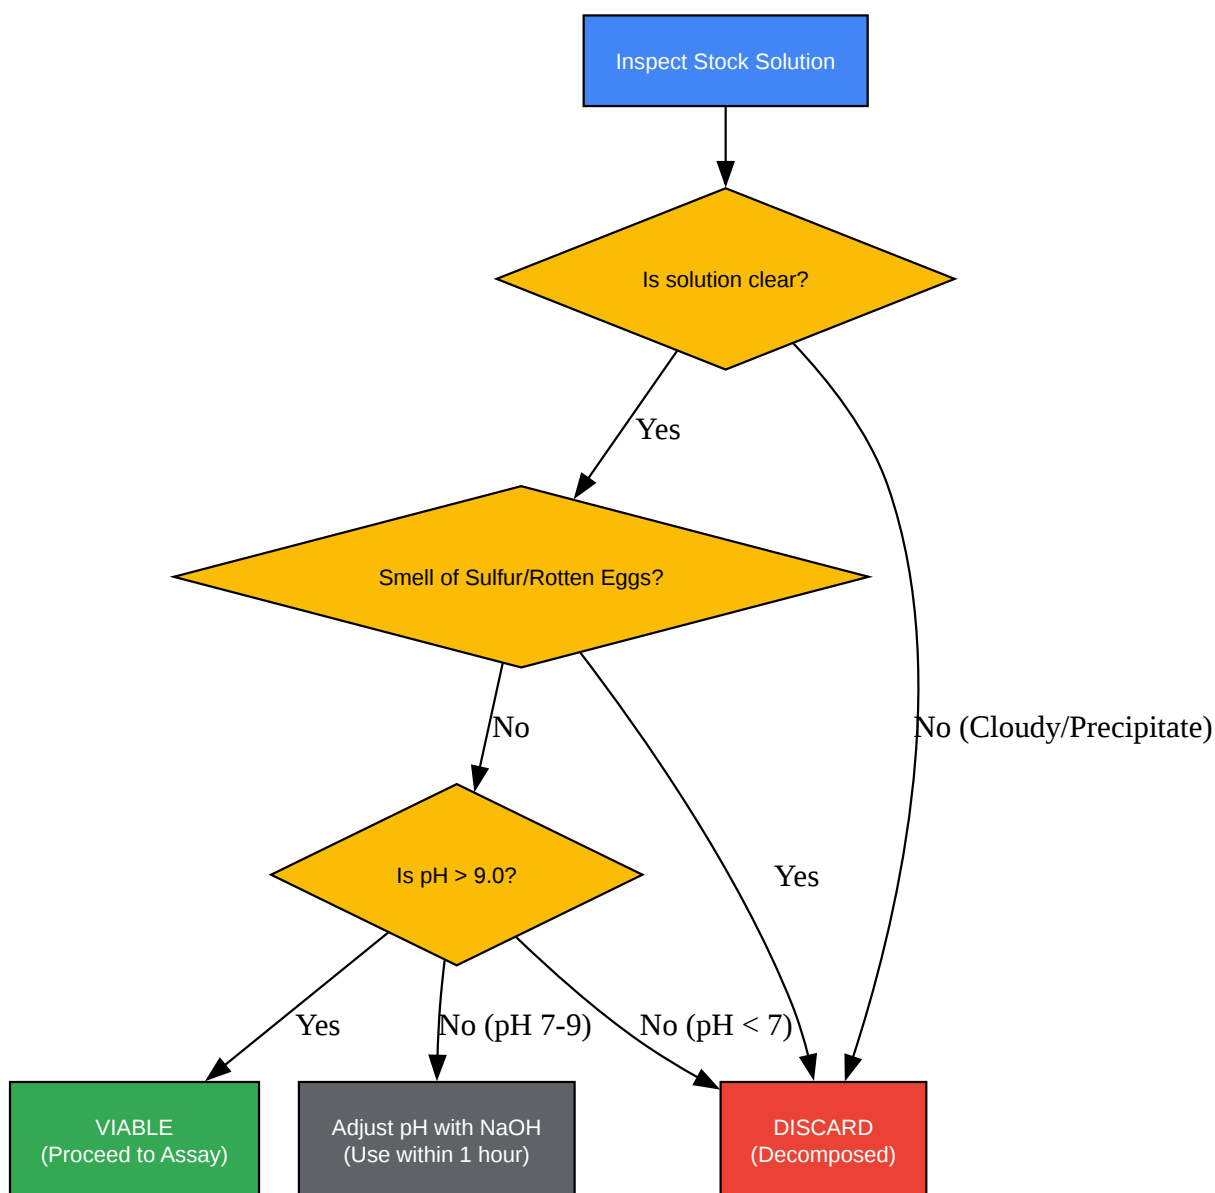 Inspect Stock Solution
Is solution clear?
Yes
Smell of Sulfur/Rotten Eggs?
No
No (Cloudy/Precipitate)
Is pH > 9.0?
Yes
Yes
No (pH 7-9)
No (pH < 7)
VIABLE
(Proceed to Assay)
Adjust pH with NaOH
(Use within 1 hour)
DISCARD
(Decomposed)